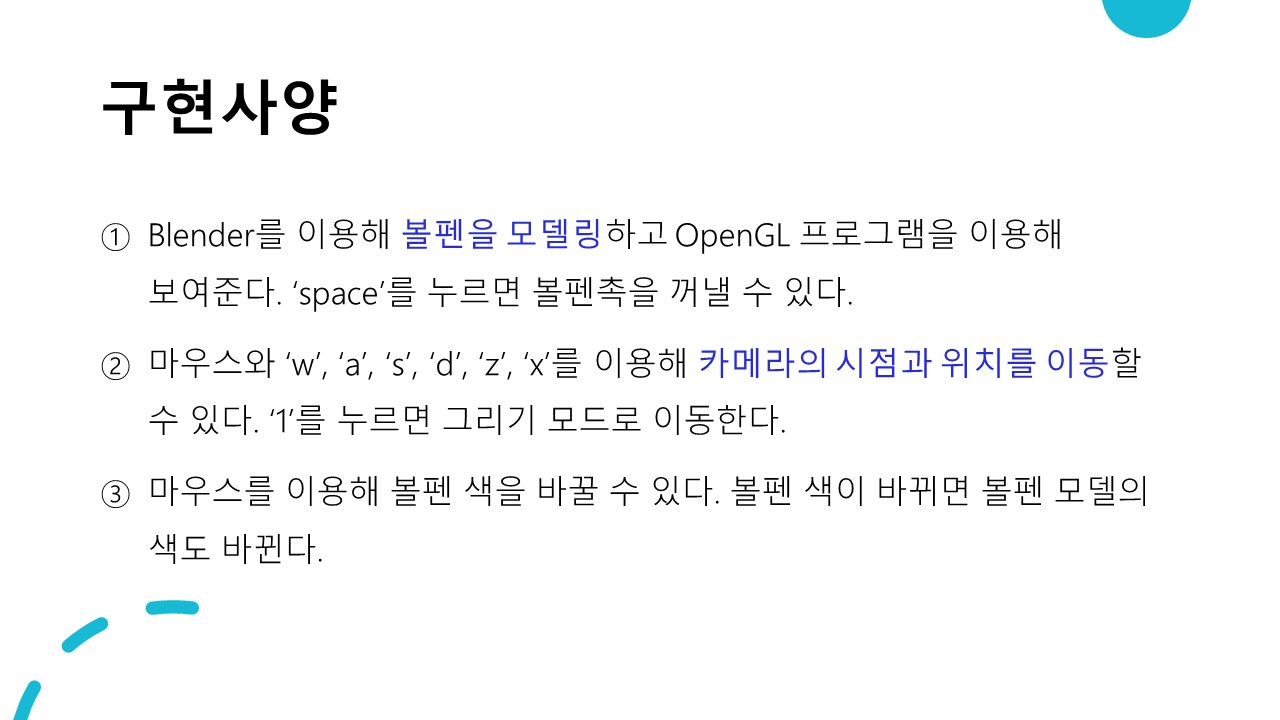 구현사양
① Blender를 이용해 볼펜을 모델링하고 OpenGL 프로그램을 이용해
보여준다. ‘space’를 누르면 볼펜촉을 꺼낼 수 있다.
② 마우스와 ‘w’, ‘a’, ‘s’, ‘d’, ‘z’, ‘x’를 이용해 카메라의 시점과 위치를 이동할
수 있다. ‘1’를 누르면 그리기 모드로 이동한다.
③ 마우스를 이용해 볼펜 색을 바꿀 수 있다. 볼펜 색이 바뀌면 볼펜 모델의
색도 바뀐다.